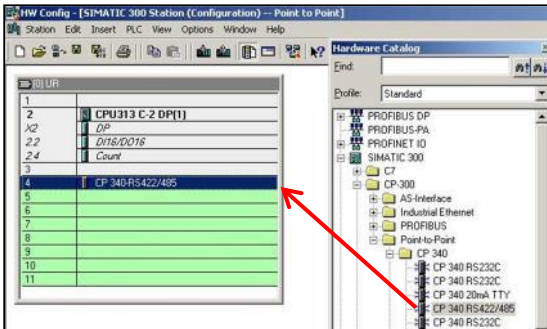 HW Config - [SIMATIC 300 Station (Configuration) -- Point to Point]
Station Edit Insert PLC View Options Window Help
[0] UR
1
2 CPU313 C-2 DP(1)
X2 DP
2.2 DI16/DO16
2.4 Count
3
4 CP 340-RS422/485
5
6
7
8
9
10
11
Hardware Catalog
Find:
Profile: Standard
PROFIBUS DP
PROFIBUS-PA
PROFINET IO
SIMATIC 300
C7
CP-300
AS-Interface
Industrial Ethernet
PROFIBUS
Point-to-Point
CP 340
CP 340 RS232C
CP 340 RS232C
CP 340 20mA TTY
CP 340 RS422/485
CP 340 RS232C